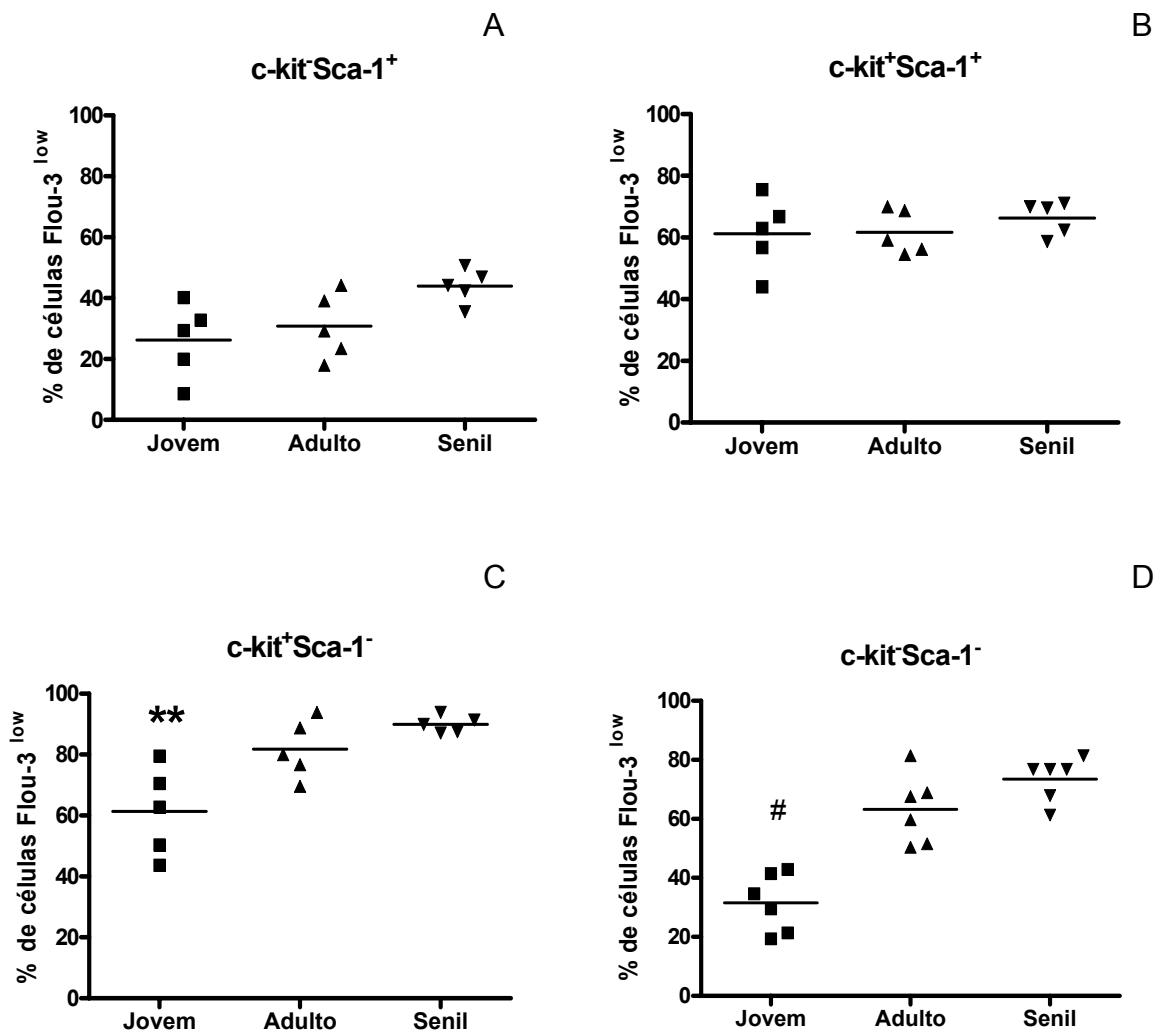 A
c-kit⁻Sca-1⁺
% de células Flou-3 low
100
80
60
40
20
0
Jovem Adulto Senil
B
c-kit⁺Sca-1⁺
% de células Flou-3 low
100
80
60
40
20
0
Jovem Adulto Senil
C
c-kit⁺Sca-1⁻
% de células Flou-3 low
100
80
60
40
20
0
**
Jovem Adulto Senil
D
c-kit⁻Sca-1⁻
% de células Flou-3 low
100
80
60
40
20
0
#
Jovem Adulto Senil